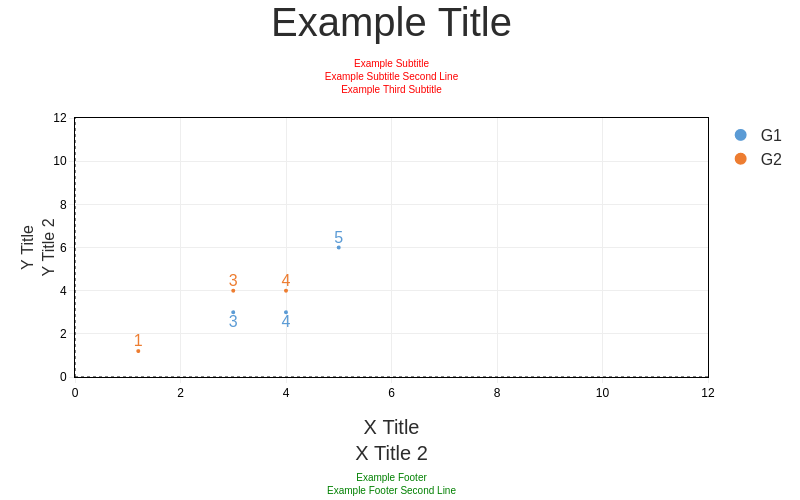 Example Title
Example Subtitle
Example Subtitle Second Line
Example Third Subtitle
12
10
8
6
4
2
0
Y Title
Y Title 2
5
3
4
3
4
1
G1
G2
0
2
4
6
8
10
12
X Title
X Title 2
Example Footer
Example Footer Second Line